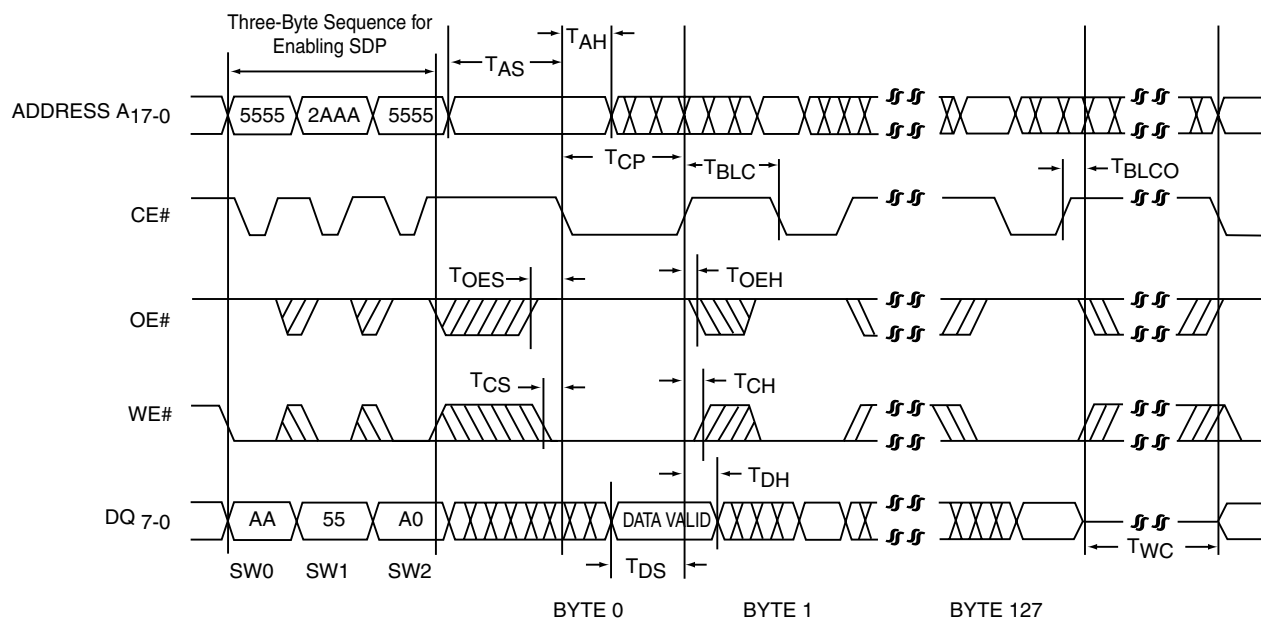 Three-Byte Sequence for
Enabling SDP
TAH
TAS
ADDRESS A17-0
5555 2AAA 5555
TCP
TBLC
TBLCO
CE#
TOES
TOEH
OE#
TCS
TCH
WE#
TDH
DQ 7-0
AA 55 A0 DATA VALID
TWC
SW0 SW1 SW2
TDS
BYTE 0 BYTE 1 BYTE 127